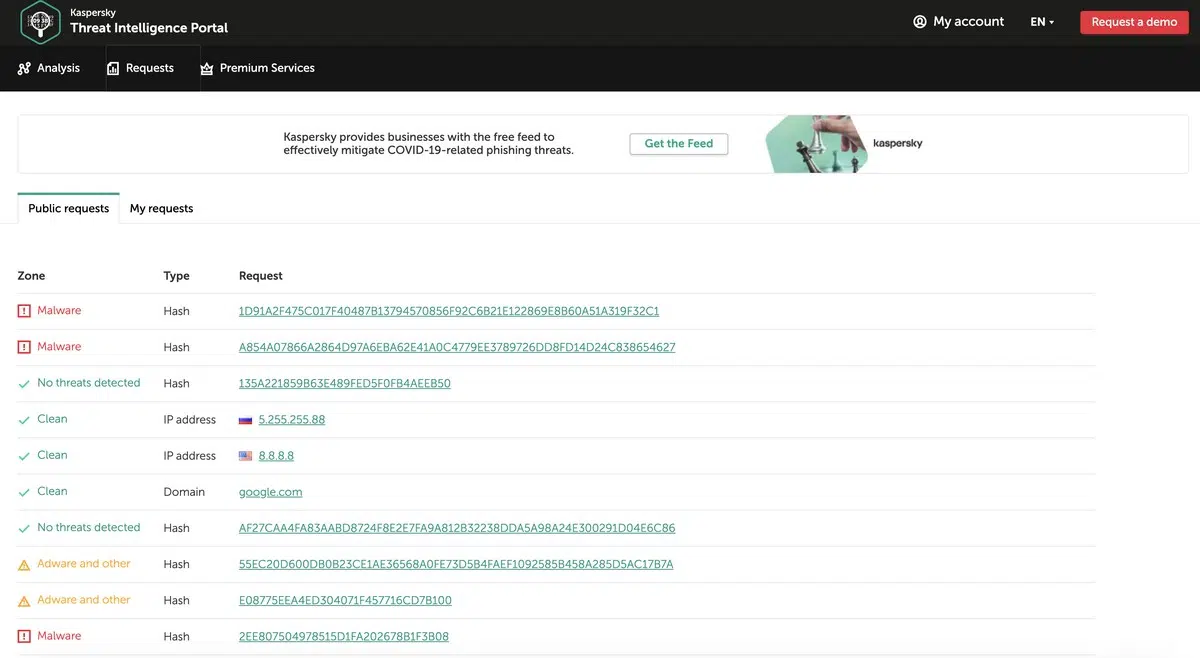 Kaspersky
Threat Intelligence Portal
My account
EN
Request a demo
Analysis
Requests
Premium Services
Kaspersky provides businesses with the free feed to
effectively mitigate COVID-19-related phishing threats.
Get the Feed
kaspersky
Public requests
My requests
Zone Type Request
Malware Hash 1D91A2F475C017F40487B13794570856F92C6B21E122869E8B60A51A319F32C1
Malware Hash A854A07866A2864D97A6EBA62E41A0C4779EE3789726DD8FD14D24C838654627
No threats detected Hash 135A221859B63E489FED5F0FB4AEEB50
Clean IP address 5.255.255.88
Clean IP address 8.8.8.8
Clean Domain google.com
No threats detected Hash AF27CAA4FA83AABD8724F8E2E7FA9A812B32238DDA5A98A24E300291D04E6C86
Adware and other Hash 55EC20D600DB0B23CE1AE36568A0FE73D5B4FAEF1092585B458A285D5AC17B7A
Adware and other Hash E08775EEA4ED304071F457716CD7B100
Malware Hash 2EE807504978515D1FA202678B1F3B08